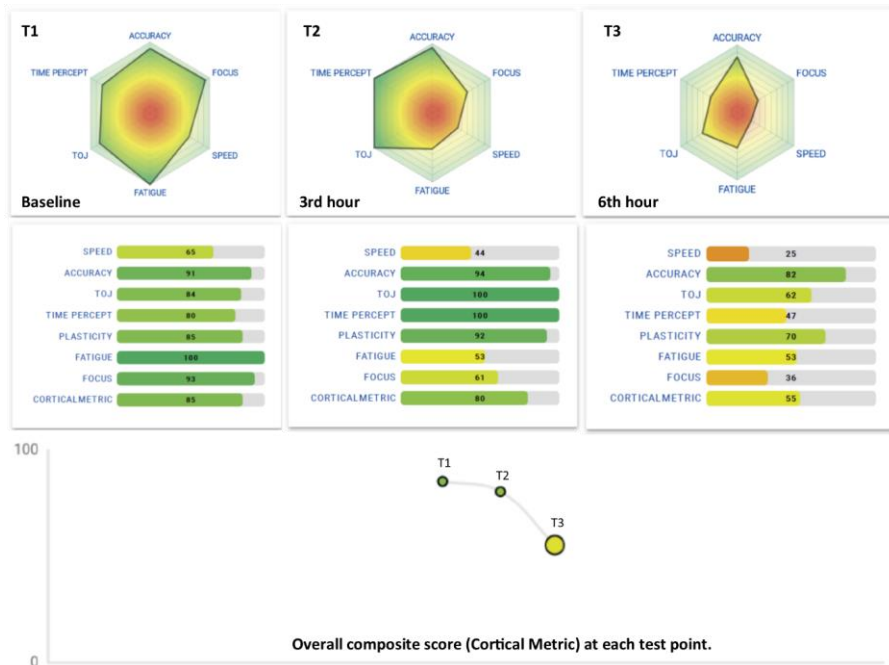 T1
ACCURACY
TIME PERCEPT
FOCUS
TOJ
SPEED
FATIGUE
Baseline
T2
ACCURACY
TIME PERCEPT
FOCUS
TOJ
SPEED
FATIGUE
3rd hour
T3
ACCURACY
TIME PERCEPT
FOCUS
TOJ
SPEED
FATIGUE
6th hour
SPEED 65
ACCURACY 91
TOJ 84
TIME PERCEPT 80
PLASTICITY 85
FATIGUE 100
FOCUS 93
CORTICALMETRIC 85
SPEED 44
ACCURACY 94
TOJ 100
TIME PERCEPT 100
PLASTICITY 92
FATIGUE 53
FOCUS 61
CORTICALMETRIC 80
SPEED 25
ACCURACY 82
TOJ 62
TIME PERCEPT 47
PLASTICITY 70
FATIGUE 53
FOCUS 36
CORTICALMETRIC 55
100
T1
T2
T3
Overall composite score (Cortical Metric) at each test point.
0